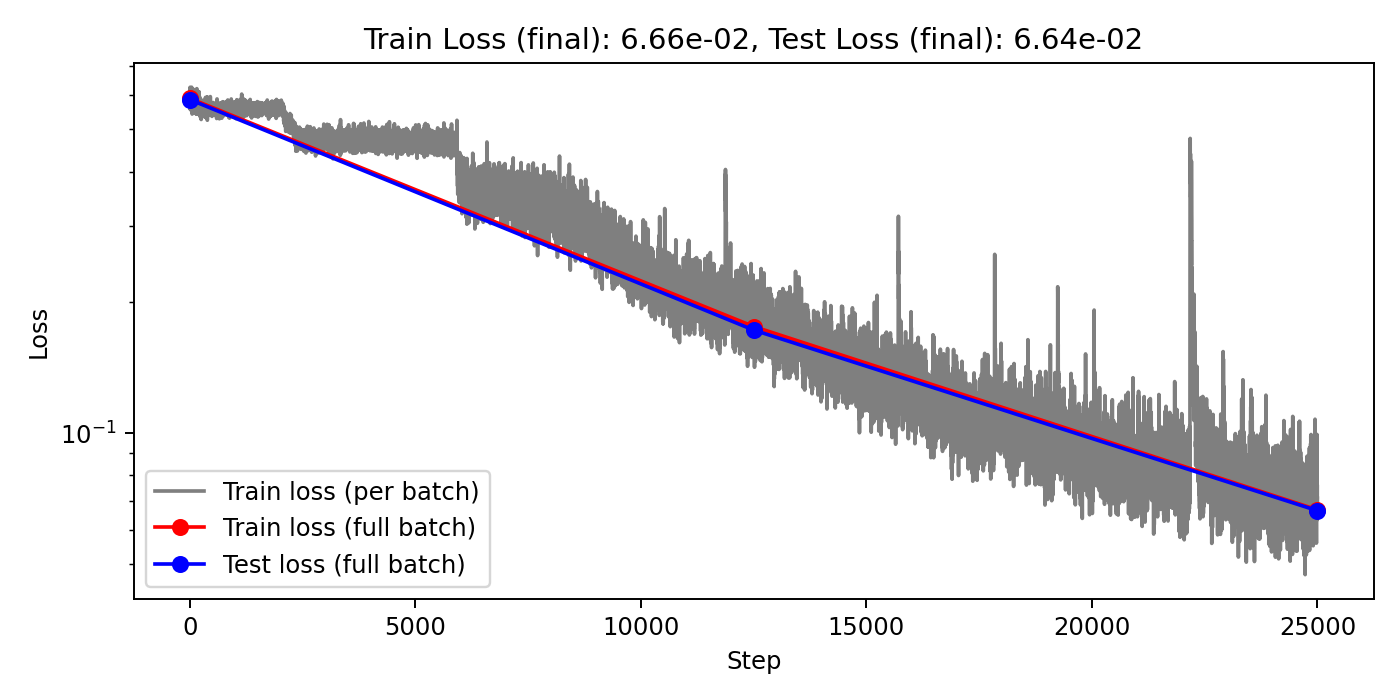 Train Loss (final): 6.66e-02, Test Loss (final): 6.64e-02
Loss
10⁻¹
Train loss (per batch)
Train loss (full batch)
Test loss (full batch)
0 5000 10000 15000 20000 25000
Step